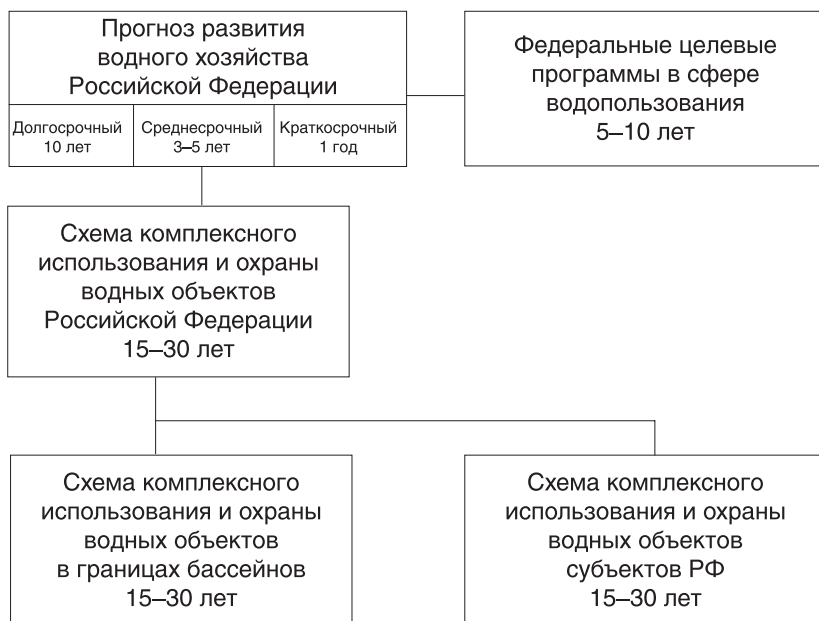 Прогноз развития
водного хозяйства
Российской Федерации
Долгосрочный
10 лет
Среднесрочный
3–5 лет
Краткосрочный
1 год
Федеральные целевые
программы в сфере
водопользования
5–10 лет
Схема комплексного
использования и охраны
водных объектов
Российской Федерации
15–30 лет
Схема комплексного
использования и охраны
водных объектов
в границах бассейнов
15–30 лет
Схема комплексного
использования и охраны
водных объектов
субъектов РФ
15–30 лет